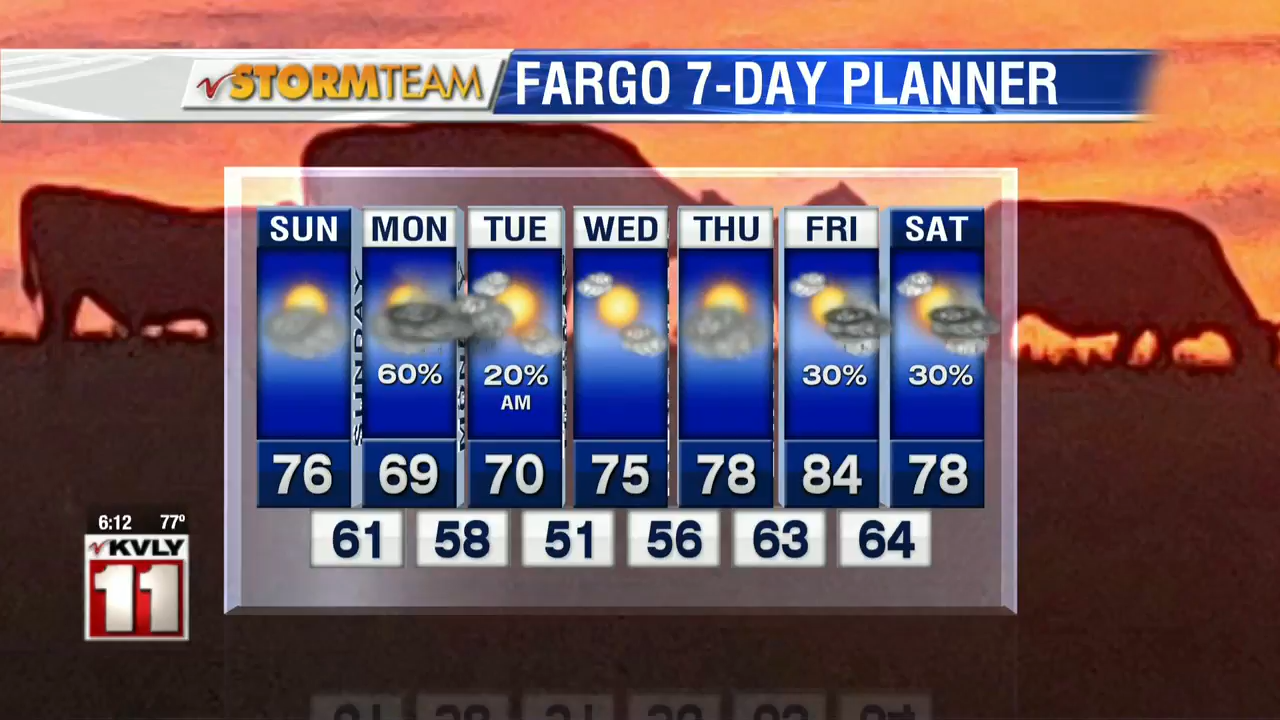 STORMTEAM FARGO 7-DAY PLANNER
SUN MON TUE WED THU FRI SAT
SUNDAY
60% 20% 30% 30%
AM
76 69 70 75 78 84 78
61 58 51 56 63 64
6:12 77º
KVLY
11